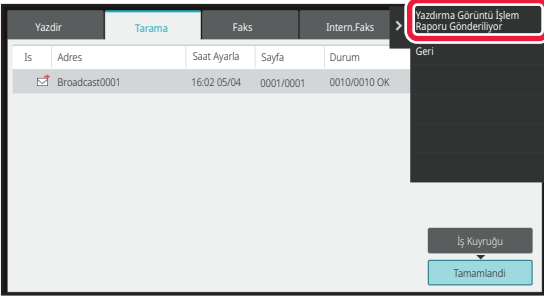 Yazdir Tarama Faks Intern.Faks
Yazdırma Görüntü İşlem
Raporu Gönderiliyor
Geri
Is Adres Saat Ayarla Sayfa Durum
Broadcast0001 16:02 05/04 0001/0001 0010/0010 OK
İş Kuyruğu
Tamamlandi